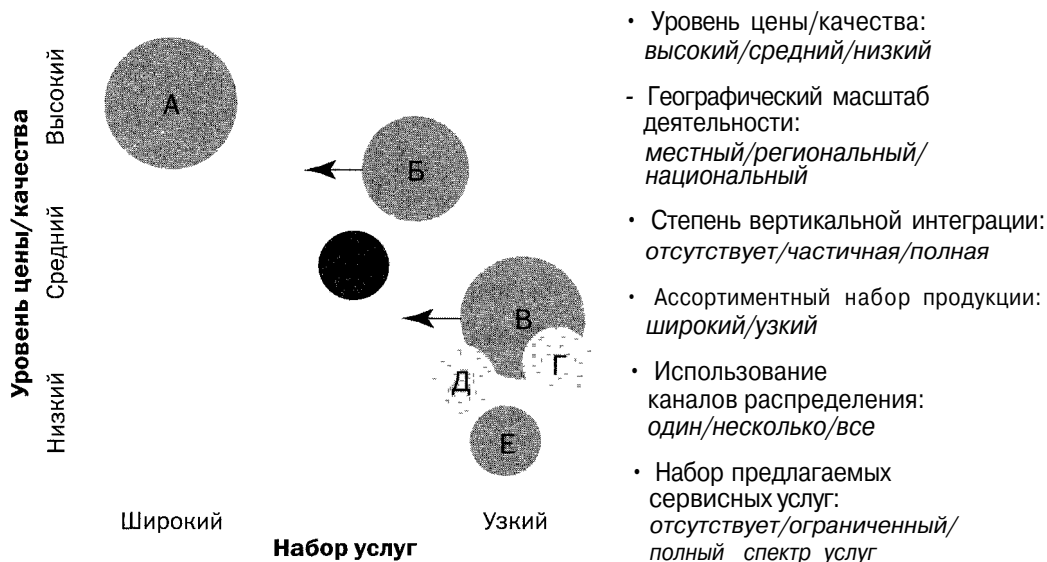 Уровень цены/качества
Высокий
Средний
Низкий
А
Б
В
Г
Д
Е
Широкий
Узкий
Набор услуг
· Уровень цены/качества:
высокий/средний/низкий
- Географический масштаб
деятельности:
местный/региональный/
национальный
· Степень вертикальной интеграции:
отсутствует/частичная/полная
· Ассортиментный набор продукции:
широкий/узкий
· Использование
каналов распределения:
один/несколько/все
· Набор предлагаемых
сервисных услуг:
отсутствует/ограниченный/
полный спектр услуг